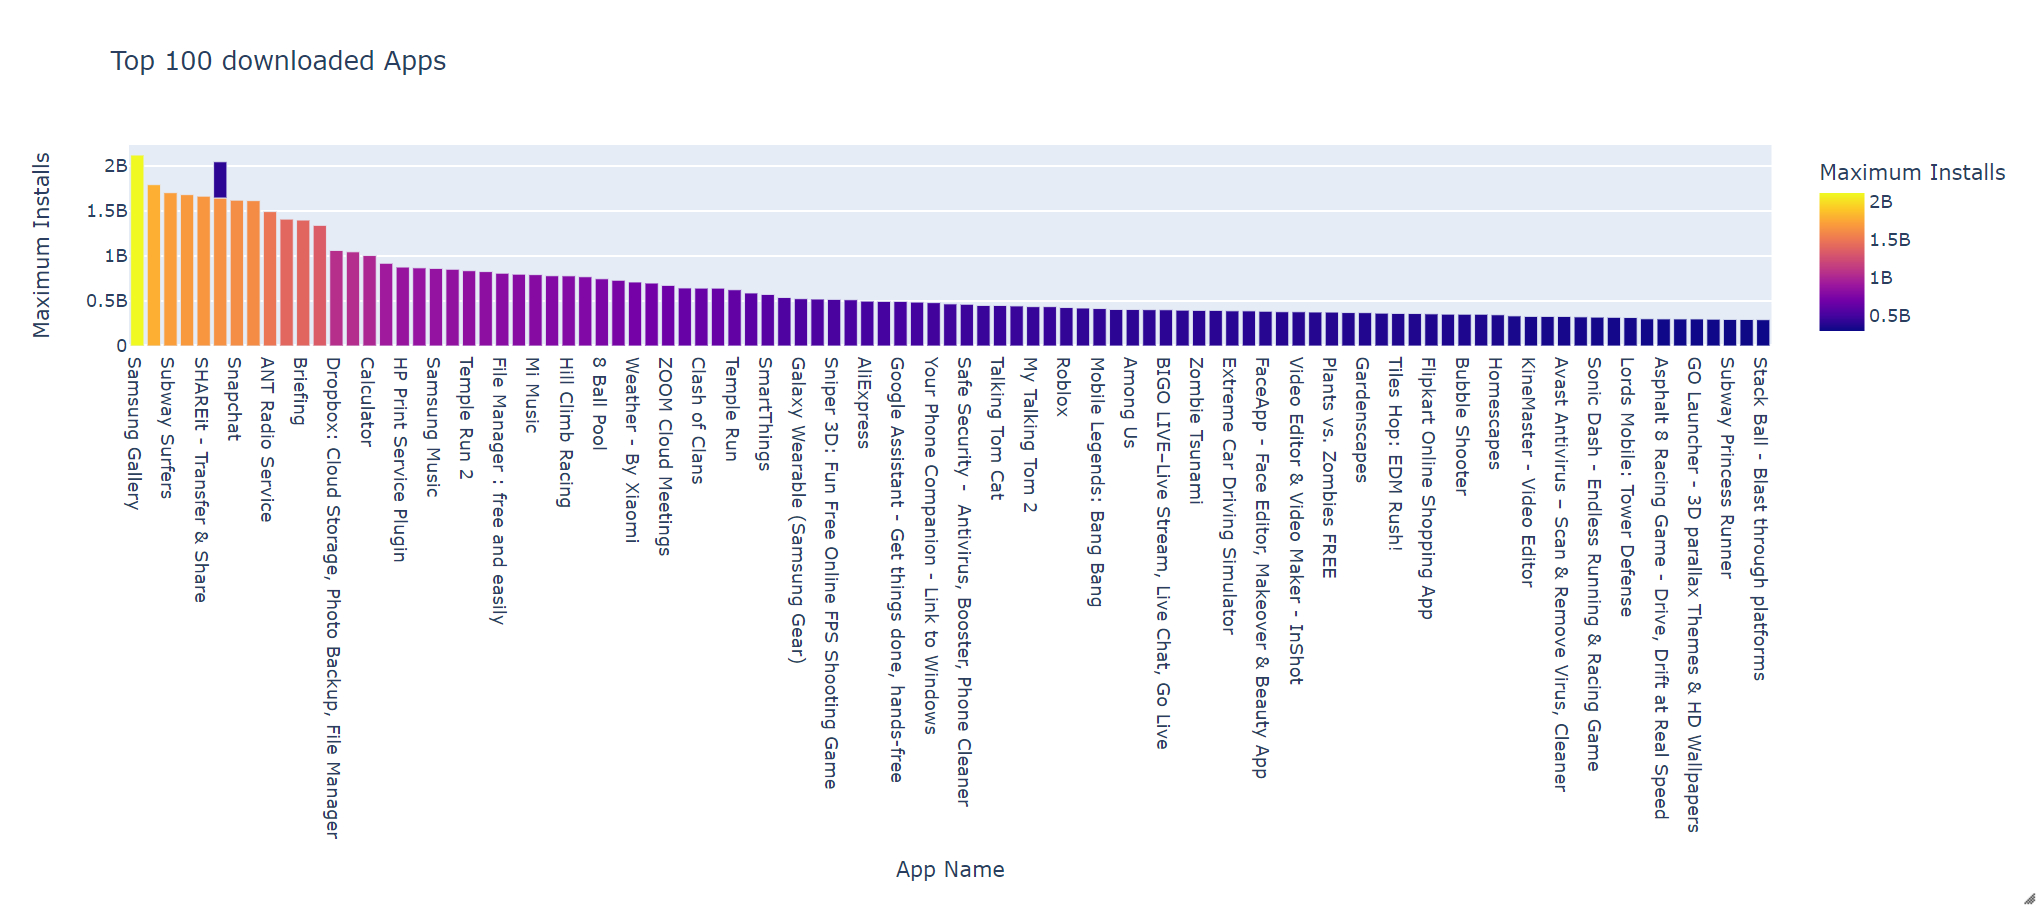 Top 100 downloaded Apps
Maximum Installs
2B
1.5B
1B
0.5B
0
Samsung Gallery
Subway Surfers
SHAREit - Transfer & Share
Snapchat
ANT Radio Service
Briefing
Dropbox: Cloud Storage, Photo Backup, File Manager
Calculator
HP Print Service Plugin
Samsung Music
Temple Run 2
File Manager : free and easily
Mi Music
Hill Climb Racing
8 Ball Pool
Weather - By Xiaomi
ZOOM Cloud Meetings
Clash of Clans
Temple Run
SmartThings
Galaxy Wearable (Samsung Gear)
Sniper 3D: Fun Free Online FPS Shooting Game
AliExpress
Google Assistant - Get things done, hands-free
Your Phone Companion - Link to Windows
Safe Security - Antivirus, Booster, Phone Cleaner
Talking Tom Cat
My Talking Tom 2
Roblox
Mobile Legends: Bang Bang
Among Us
BIGO LIVE–Live Stream, Live Chat, Go Live
Zombie Tsunami
Extreme Car Driving Simulator
FaceApp - Face Editor, Makeover & Beauty App
Video Editor & Video Maker - InShot
Plants vs. Zombies FREE
Gardenscapes
Tiles Hop: EDM Rush!
Flipkart Online Shopping App
Bubble Shooter
Homescapes
KineMaster - Video Editor
Avast Antivirus – Scan & Remove Virus, Cleaner
Sonic Dash - Endless Running & Racing Game
Lords Mobile: Tower Defense
Asphalt 8 Racing Game - Drive, Drift at Real Speed
GO Launcher - 3D parallax Themes & HD Wallpapers
Subway Princess Runner
Stack Ball - Blast through platforms
App Name
Maximum Installs
2B
1.5B
1B
0.5B